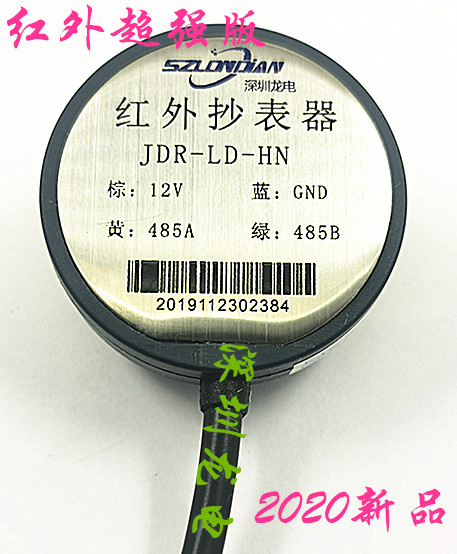 红外超强版
SZLONDIAN
深圳龙电
红外抄表器
JDR-LD-HN
棕: 12V 蓝: GND
黄: 485A 绿: 485B
2019112302384
深圳龙电
2020新品